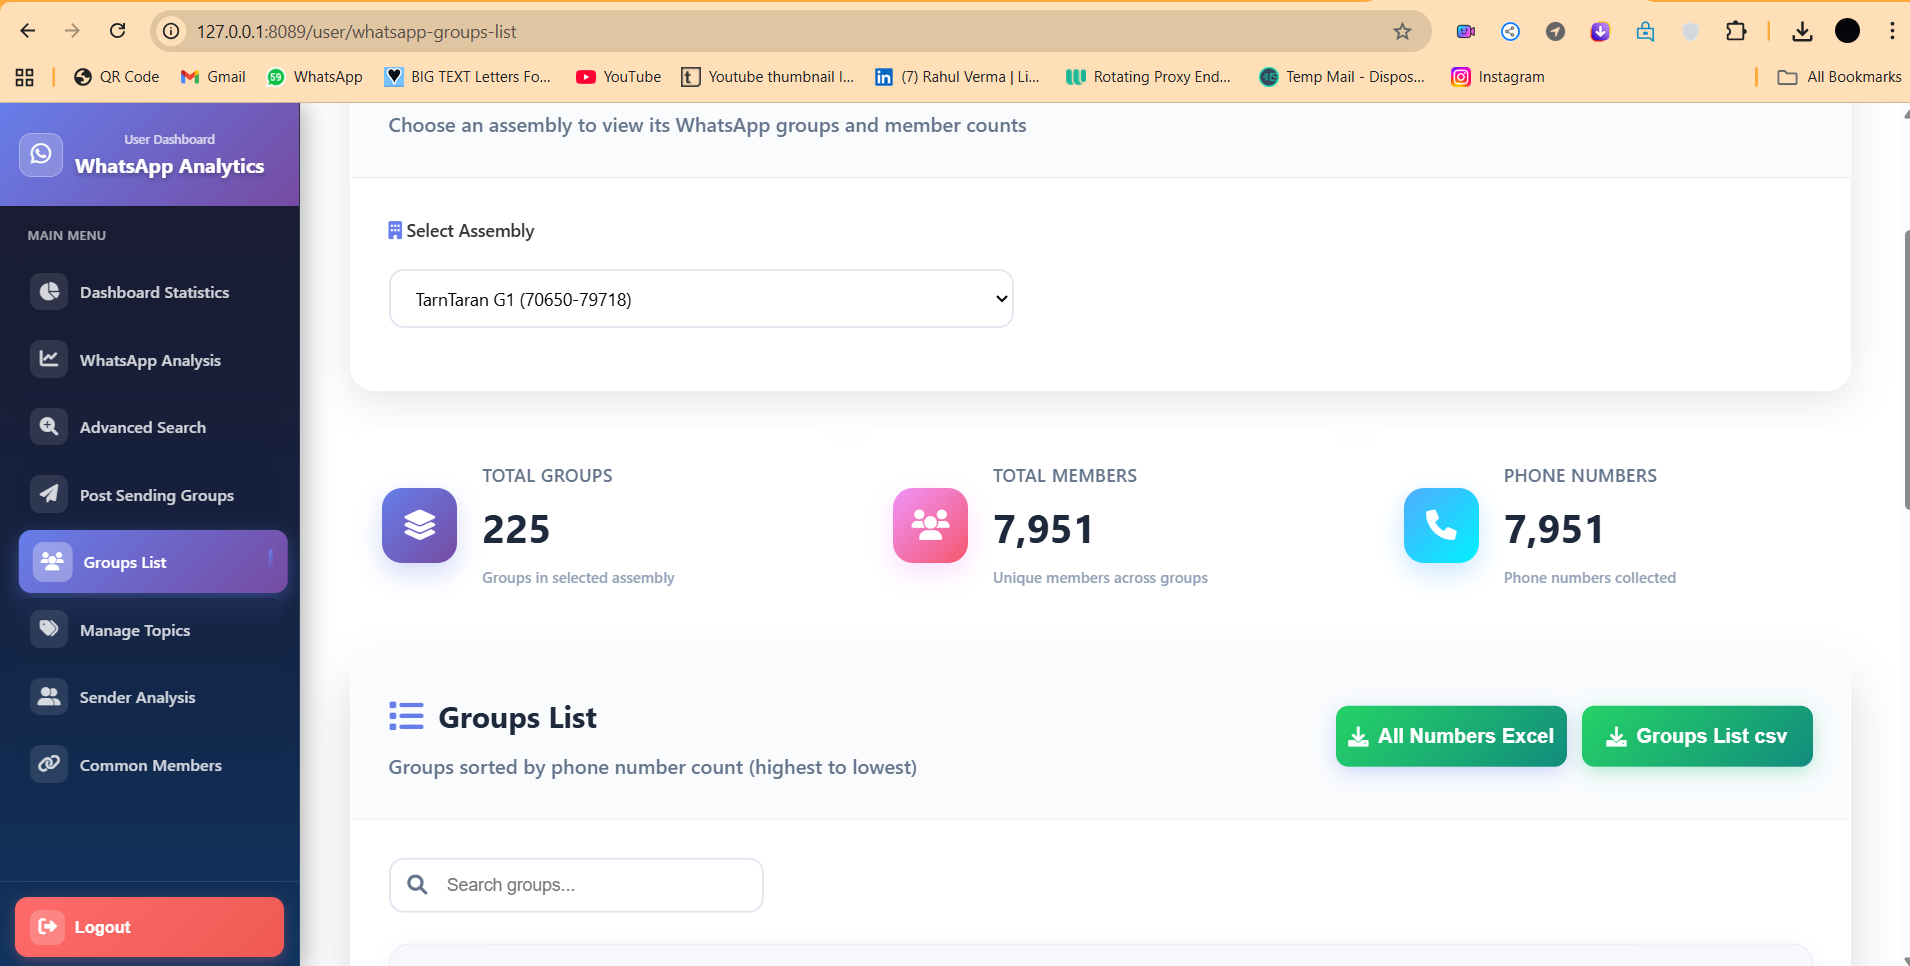 127.0.0.1:8089/user/whatsapp-groups-list
QR Code
Gmail
59
WhatsApp
BIG TEXT Letters Fo...
YouTube
Youtube thumbnail I...
(7) Rahul Verma | Li...
Rotating Proxy End...
Temp Mail - Dispos...
Instagram
All Bookmarks
User Dashboard
WhatsApp Analytics
MAIN MENU
Dashboard Statistics
WhatsApp Analysis
Advanced Search
Post Sending Groups
Groups List
Manage Topics
Sender Analysis
Common Members
Logout
Choose an assembly to view its WhatsApp groups and member counts
Select Assembly
TarnTaran G1 (70650-79718)
TOTAL GROUPS
225
Groups in selected assembly
TOTAL MEMBERS
7,951
Unique members across groups
PHONE NUMBERS
7,951
Phone numbers collected
Groups List
Groups sorted by phone number count (highest to lowest)
All Numbers Excel
Groups List csv
Search groups...